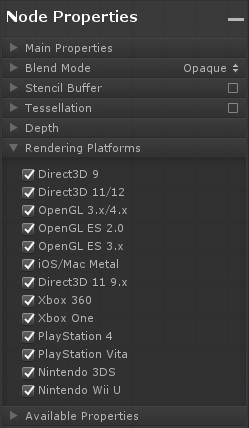 Node Properties
Main Properties
Blend Mode Opaque
Stencil Buffer
Tessellation
Depth
Rendering Platforms
Direct3D 9
Direct3D 11/12
OpenGL 3.x/4.x
OpenGL ES 2.0
OpenGL ES 3.x
iOS/Mac Metal
Direct3D 11 9.x
Xbox 360
Xbox One
PlayStation 4
PlayStation Vita
Nintendo 3DS
Nintendo Wii U
Available Properties